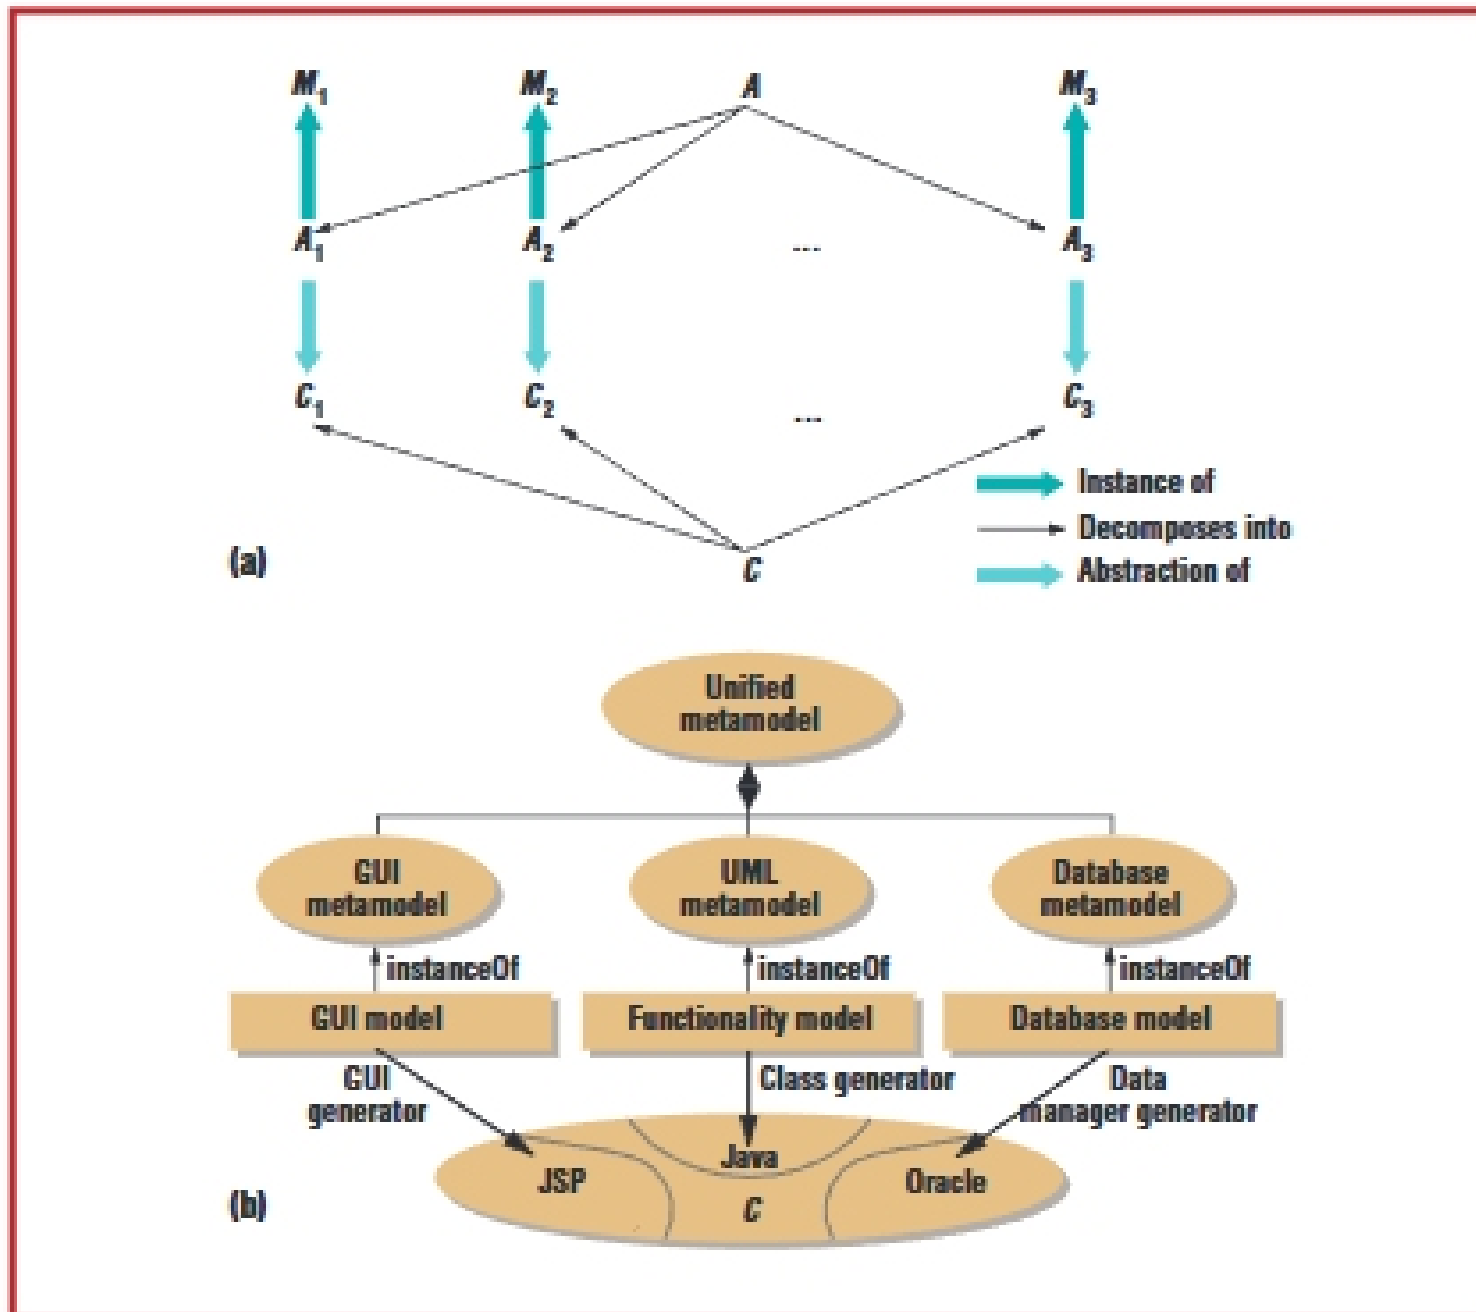 M1 M2 A M3
A1 A2 ... A3
C1 C2 ... C3
Instance of
Decomposes into
Abstraction of
(a) C
Unified
metamodel
GUI
metamodel
UML
metamodel
Database
metamodel
instanceOf instanceOf instanceOf
GUI model Functionality model Database model
GUI
generator
Class generator
Data
manager generator
JSP
Java
Oracle
(b) C